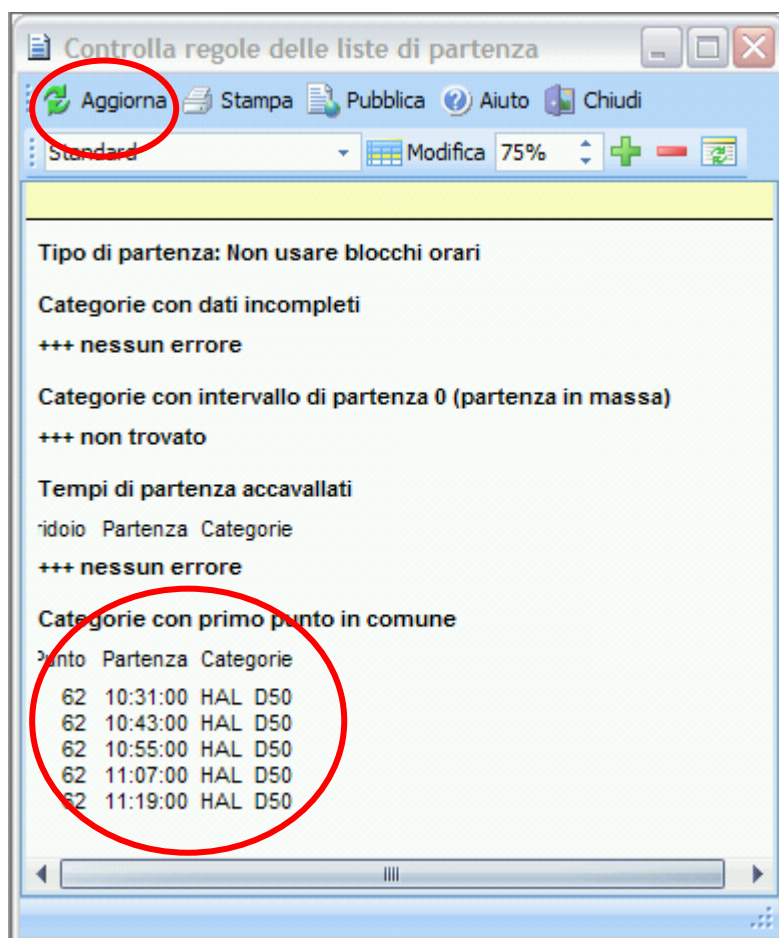 Controlla regole delle liste di partenza
Aggiorna Stampa Pubblica Aiuto Chiudi
Standard Modifica 75%
Tipo di partenza: Non usare blocchi orari
Categorie con dati incompleti
+++ nessun errore
Categorie con intervallo di partenza 0 (partenza in massa)
+++ non trovato
Tempi di partenza accavallati
ridoio Partenza Categorie
+++ nessun errore
Categorie con primo punto in comune
Punto Partenza Categorie
62 10:31:00 HAL D50
62 10:43:00 HAL D50
62 10:55:00 HAL D50
62 11:07:00 HAL D50
62 11:19:00 HAL D50